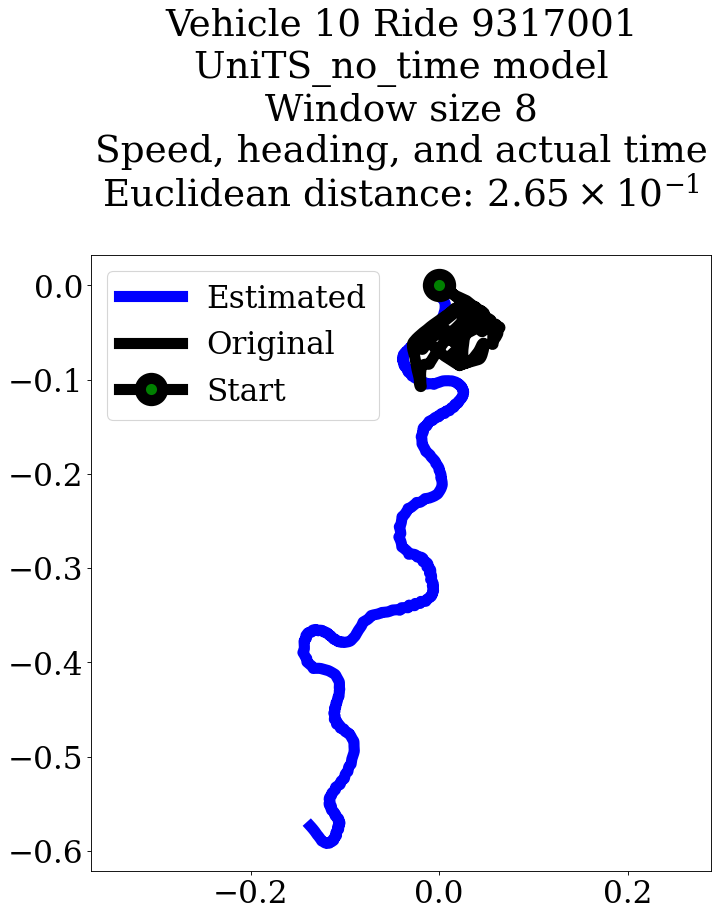 Vehicle 10 Ride 9317001
UniTS_no_time model
Window size 8
Speed, heading, and actual time
Euclidean distance: 2.65 × 10⁻¹
Estimated
Original
Start
0.0
−0.1
−0.2
−0.3
−0.4
−0.5
−0.6
−0.2 0.0 0.2